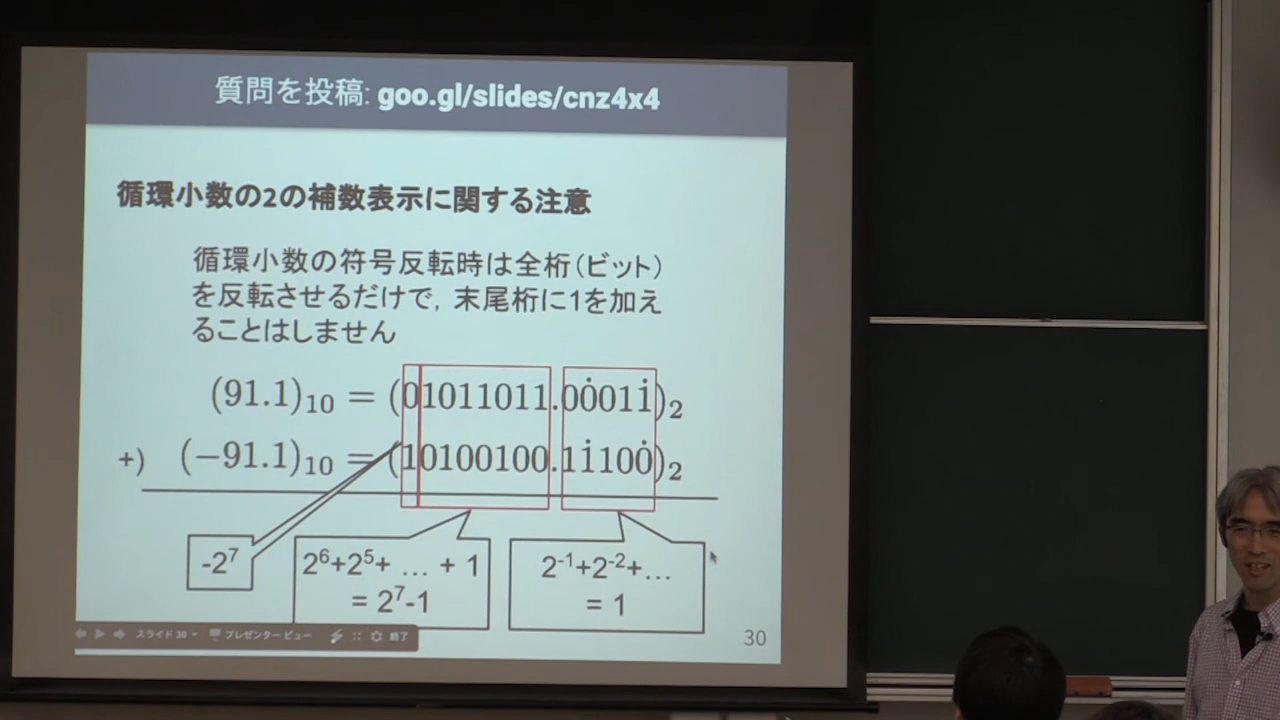 質問を投稿: goo.gl/slides/cnz4x4
循環小数の2の補数表示に関する注意
循環小数の符号反転時は全桁(ビット)
を反転させるだけで, 末尾桁に1を加え
ることはしません
(91.1)₁₀ = (01011011.00̇011̇)₂
+) (−91.1)₁₀ = (10100100.11̇100̇)₂
-2⁷
2⁶+2⁵+ … + 1
= 2⁷-1
2⁻¹+2⁻²+…
= 1
スライド 30
プレゼンター ビュー
終了
30